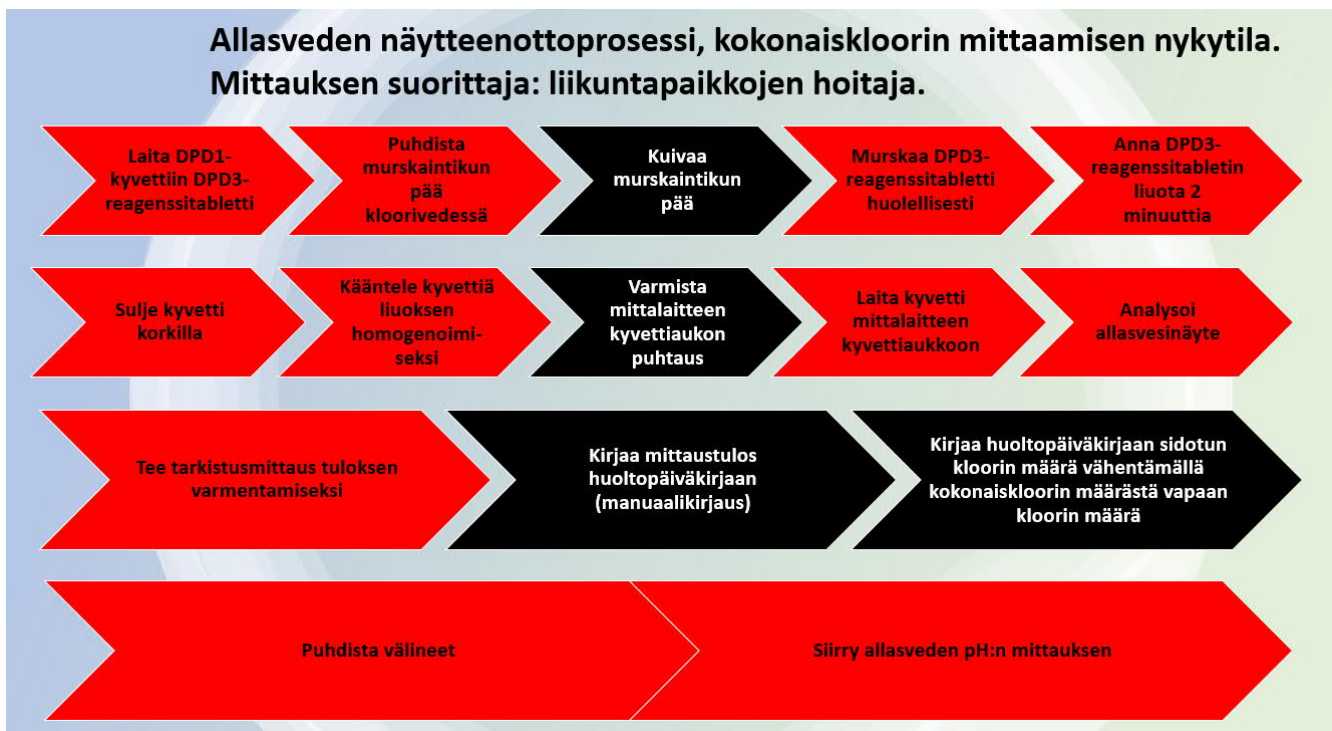 Allasveden näytteenottoprosessi, kokonaiskloorin mittaamisen nykytila.
Mittauksen suorittaja: liikuntapaikkojen hoitaja.
Laita DPD1-
kyvettiin DPD3-
reagenssitabletti
Puhdista
murskaintikun
pää
kloorivedessä
Kuivaa
murskaintikun
pää
Murskaa DPD3-
reagenssitabletti
huolellisesti
Anna DPD3-
reagenssitabletin
liuota 2
minuuttia
Sulje kyvetti
korkilla
Kääntele kyvettiä
liuoksen
homogenoimi-
seksi
Varmista
mittalaitteen
kyvettiaukon
puhtaus
Laita kyvetti
mittalaitteen
kyvettiaukkoon
Analysoi
allasvesinäyte
Tee tarkistusmittaus tuloksen
varmentamiseksi
Kirjaa mittaustulos
huoltopäiväkirjaan
(manuaalikirjaus)
Kirjaa huoltopäiväkirjaan sidotun
kloorin määrä vähentämällä
kokonaiskloorin määrästä vapaan
kloorin määrä
Puhdista välineet
Siirry allasveden pH:n mittauksen